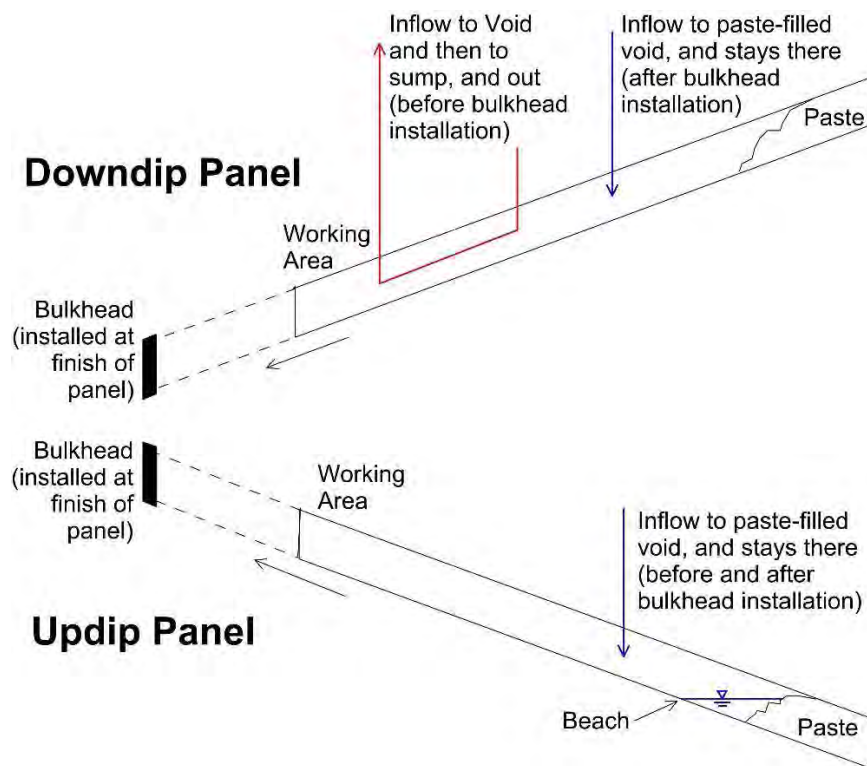 Inflow to Void
and then to
sump, and out
(before bulkhead
installation)
Inflow to paste-filled
void, and stays there
(after bulkhead
installation)
Paste
Downdip Panel
Working
Area
Bulkhead
(installed at
finish of
panel)
Bulkhead
(installed at
finish of
panel)
Working
Area
Inflow to paste-filled
void, and stays there
(before and after
bulkhead installation)
Updip Panel
Beach
Paste